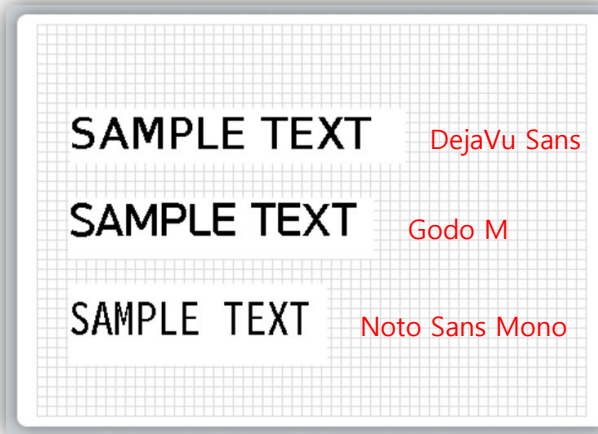 SAMPLE TEXT DejaVu Sans
SAMPLE TEXT Godo M
SAMPLE TEXT Noto Sans Mono